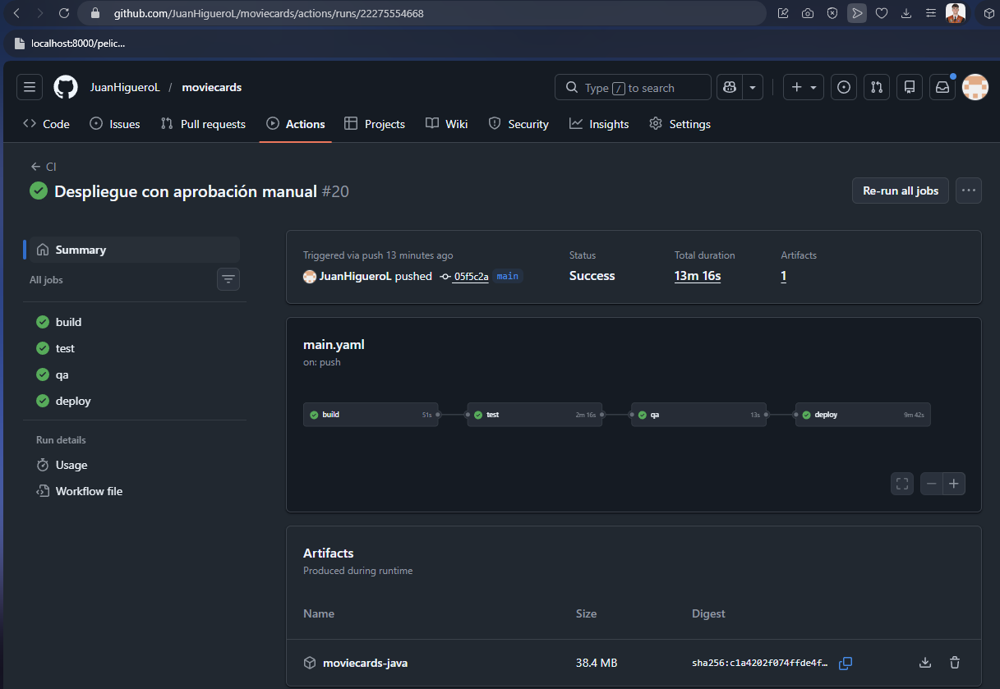 github.com/JuanHigueroL/moviecards/actions/runs/22275554668
localhost:8000/pelic...
JuanHigueroL / moviecards
Type / to search
Code Issues Pull requests Actions Projects Wiki Security Insights Settings
CI
Despliegue con aprobación manual #20
Re-run all jobs
Summary
All jobs
build
test
qa
deploy
Run details
Usage
Workflow file
Triggered via push 13 minutes ago
JuanHigueroL pushed 05f5c2a main
Status
Success
Total duration
13m 16s
Artifacts
1
main.yaml
on: push
build 51s
test 2m 16s
qa 13s
deploy 9m 42s
Artifacts
Produced during runtime
Name Size Digest
moviecards-java 38.4 MB sha256:c1a4202f074ffde4f…